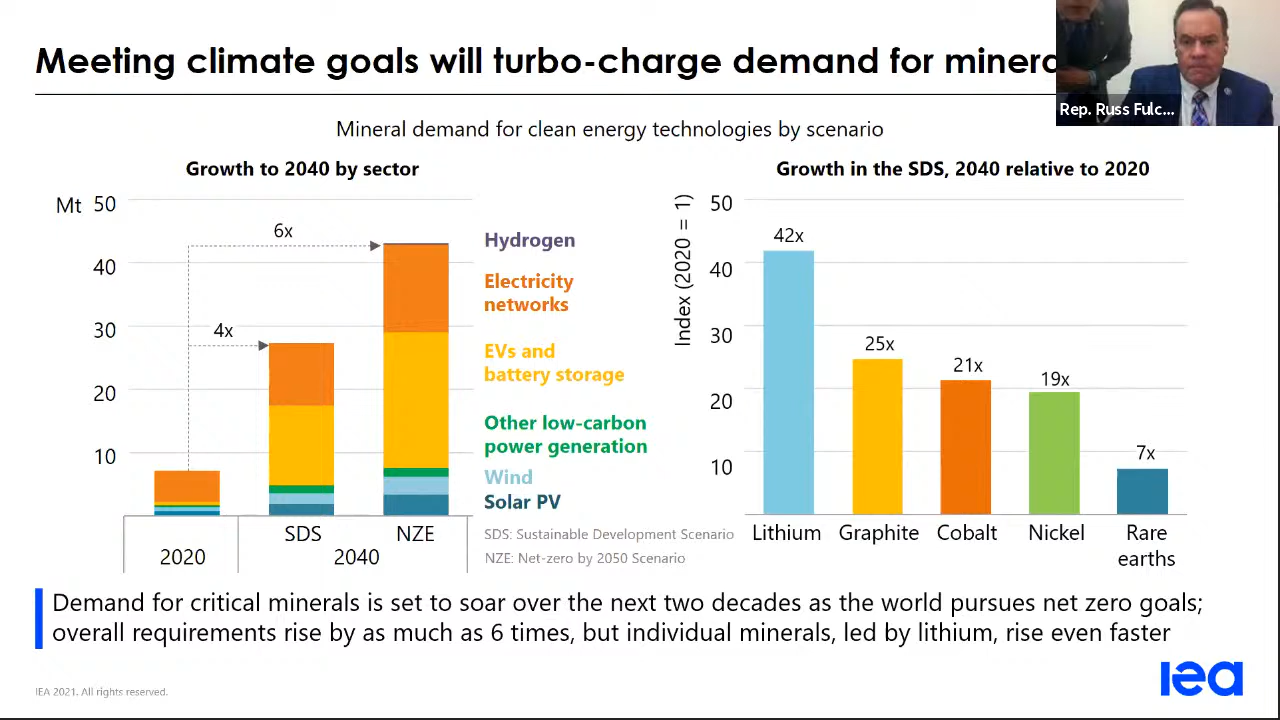 Meeting climate goals will turbo-charge demand for minera
Rep. Russ Fulc...
Mineral demand for clean energy technologies by scenario
Growth to 2040 by sector
Mt 50
40
30
20
10
6x
4x
Hydrogen
Electricity
networks
EVs and
battery storage
Other low-carbon
power generation
Wind
Solar PV
SDS
NZE
2020
2040
SDS: Sustainable Development Scenario
NZE: Net-zero by 2050 Scenario
Growth in the SDS, 2040 relative to 2020
Index (2020 = 1)
50
40
30
20
10
42x
25x
21x
19x
7x
Lithium
Graphite
Cobalt
Nickel
Rare
earths
Demand for critical minerals is set to soar over the next two decades as the world pursues net zero goals;
overall requirements rise by as much as 6 times, but individual minerals, led by lithium, rise even faster
IEA 2021. All rights reserved.
iea